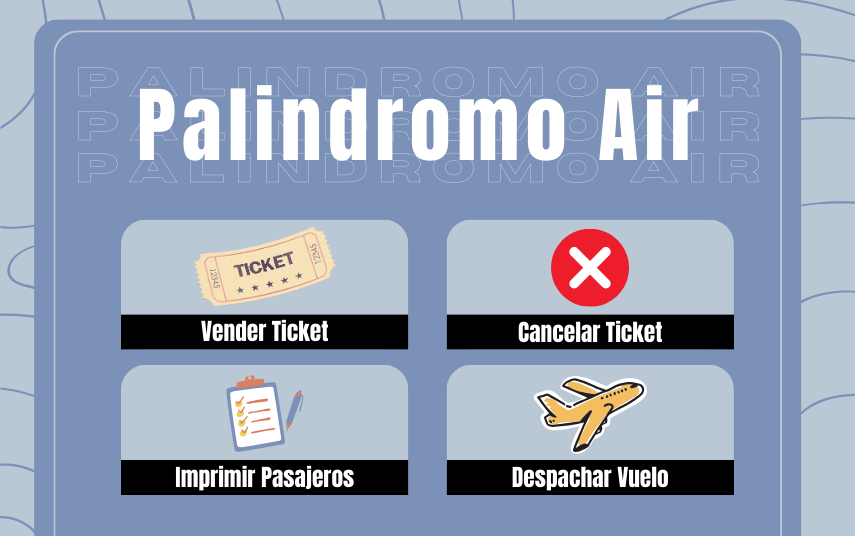 PALINDROMO AIR
Palindromo Air
PALINDROMO AIR
PALINDROMO AIR
TICKET
12345
12345
Vender Ticket
Cancelar Ticket
Imprimir Pasajeros
Despachar Vuelo